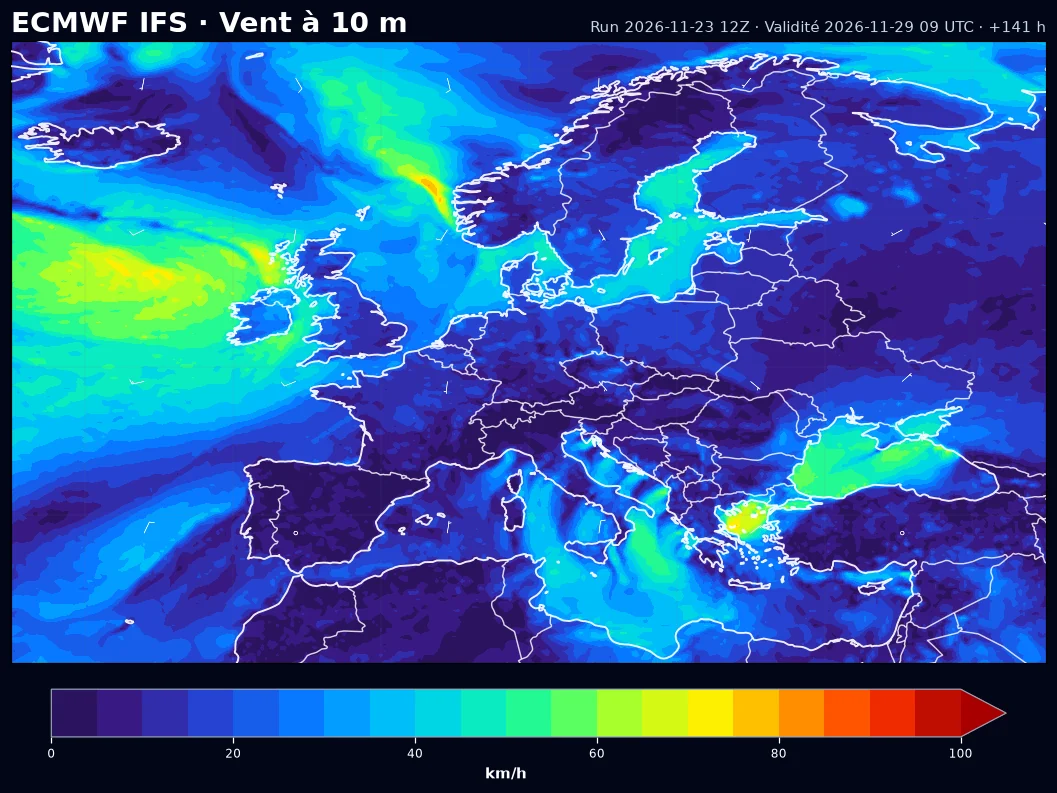 ECMWF IFS · Vent à 10 m
Run 2026-11-23 12Z · Validité 2026-11-29 09 UTC · +141 h
0 20 40 60 80 100
km/h